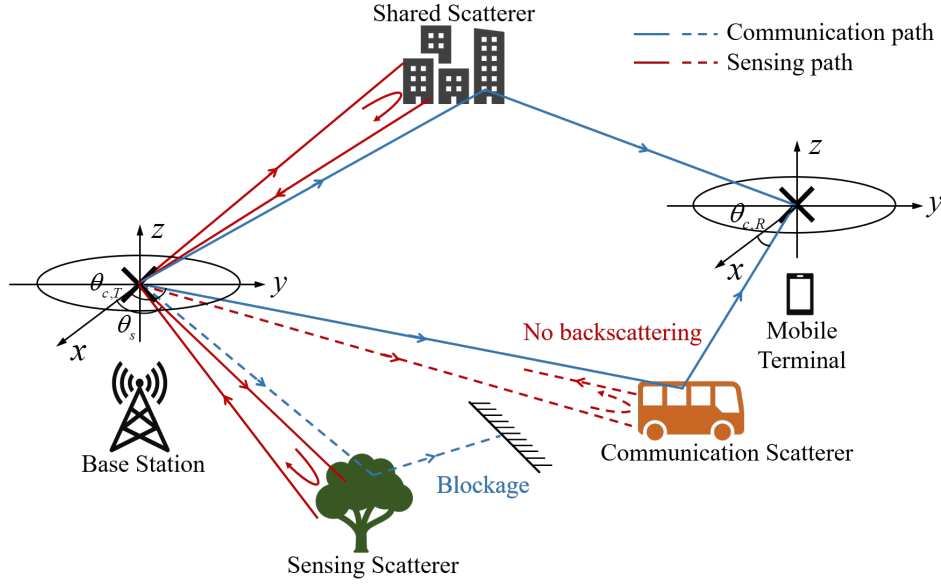 Shared Scatterer
Communication path
Sensing path
z
y
θc,R
x
z
y
θc,T
θs
x
No backscattering
Mobile
Terminal
Base Station
Blockage
Communication Scatterer
Sensing Scatterer